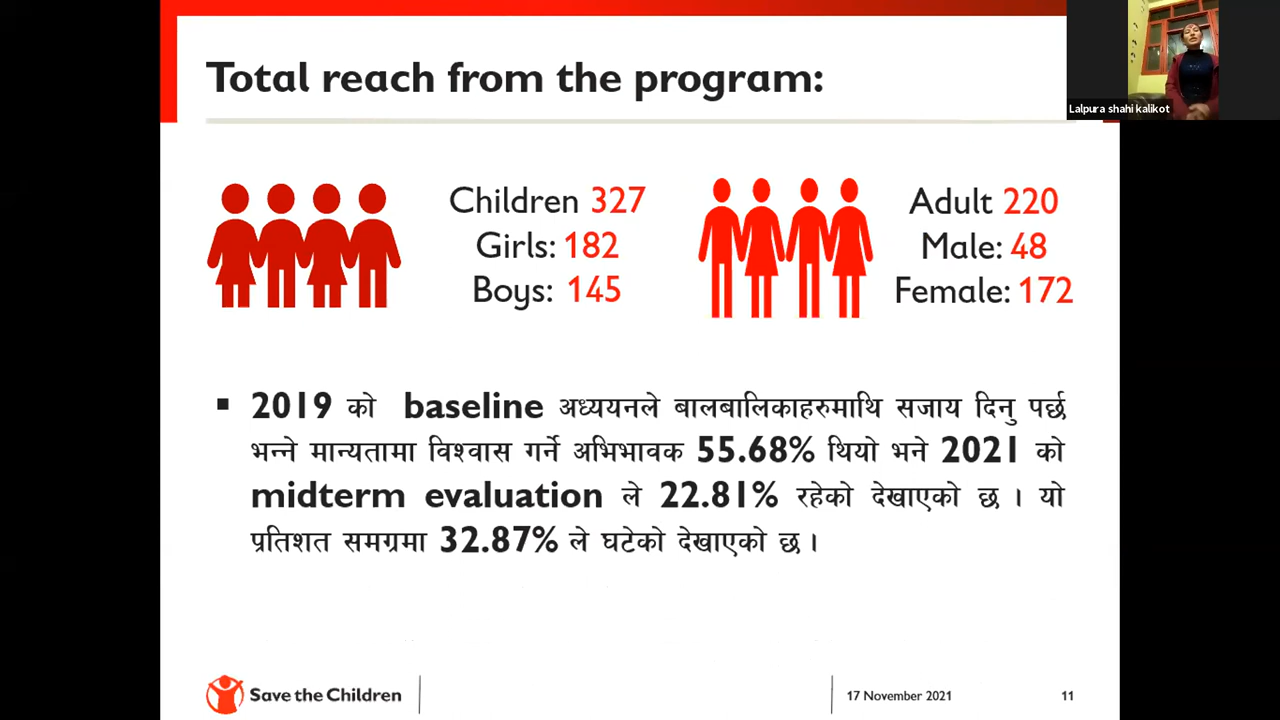 Total reach from the program:
Lalpura shahi kalikot
Children 327
Girls: 182
Boys: 145
Adult 220
Male: 48
Female: 172
▪ 2019 को baseline अध्ययनले बालबालिकाहरुमाथि सजाय दिनु पर्छ
भन्ने मान्यतामा विश्वास गर्ने अभिभावक 55.68% थियो भने 2021 को
midterm evaluation ले 22.81% रहेको देखाएको छ । यो
प्रतिशत समग्रमा 32.87% ले घटेको देखाएको छ ।
Save the Children
17 November 2021
11